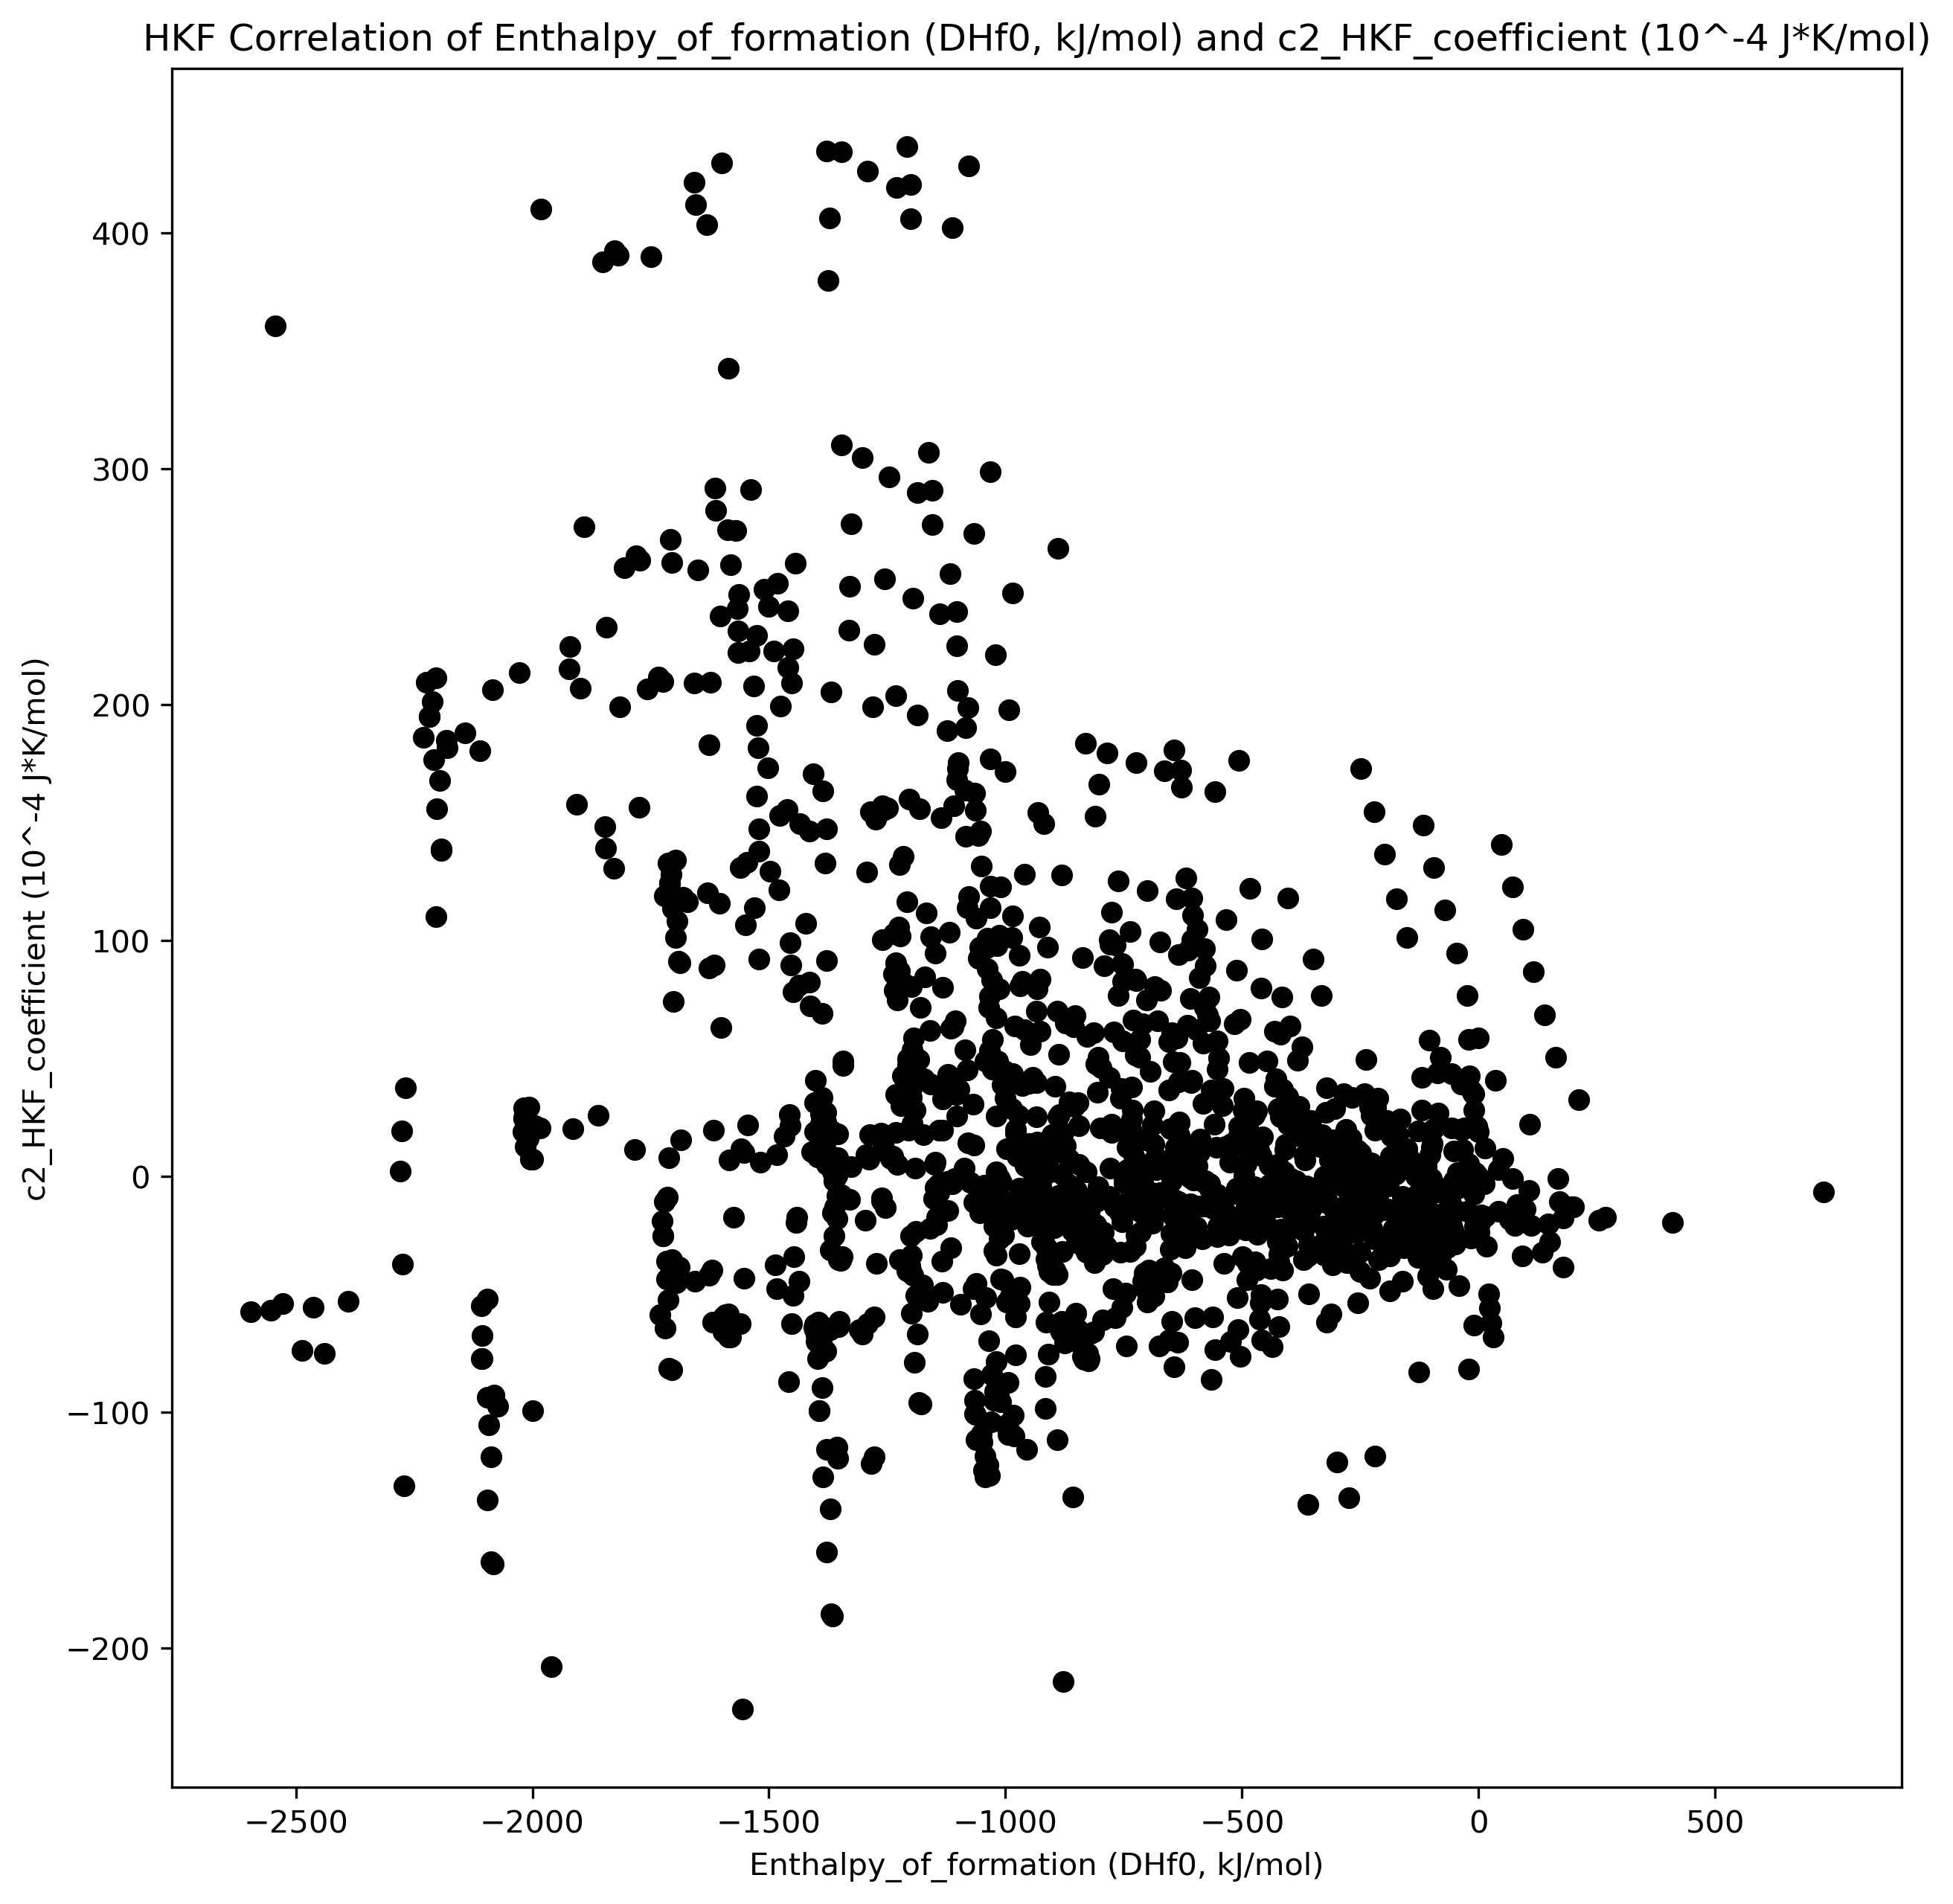 HKF Correlation of Enthalpy_of_formation (DHf0, kJ/mol) and c2_HKF_coefficient (10^-4 J*K/mol)
c2_HKF_coefficient (10^-4 J*K/mol)
400
300
200
100
0
−100
−200
−2500 −2000 −1500 −1000 −500 0 500
Enthalpy_of_formation (DHf0, kJ/mol)